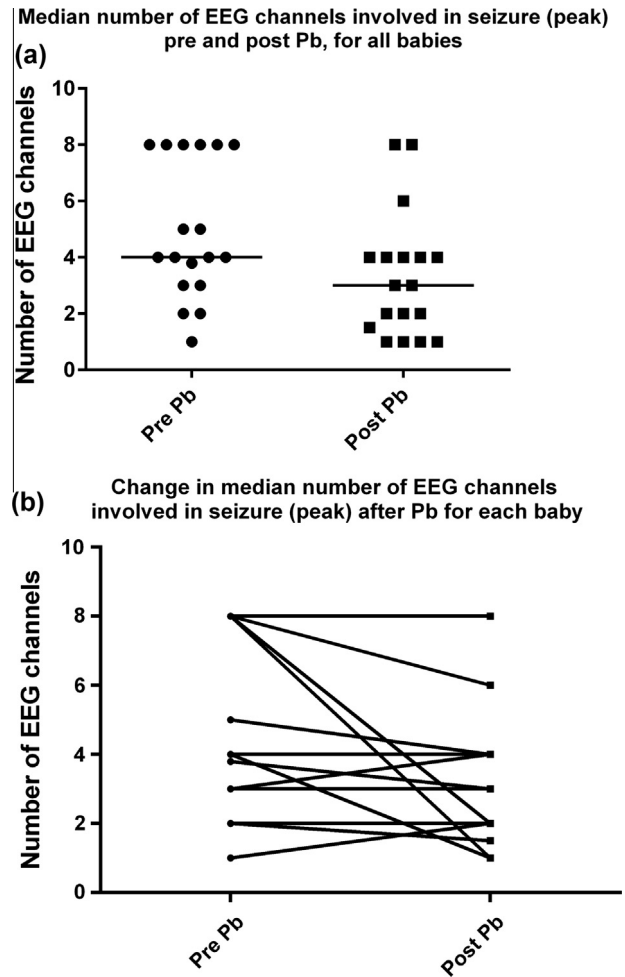 Median number of EEG channels involved in seizure (peak)
pre and post Pb, for all babies
(a)
Number of EEG channels
10
8
6
4
2
0
Pre Pb
Post Pb
(b)
Change in median number of EEG channels
involved in seizure (peak) after Pb for each baby
Number of EEG channels
10
8
6
4
2
0
Pre Pb
Post Pb